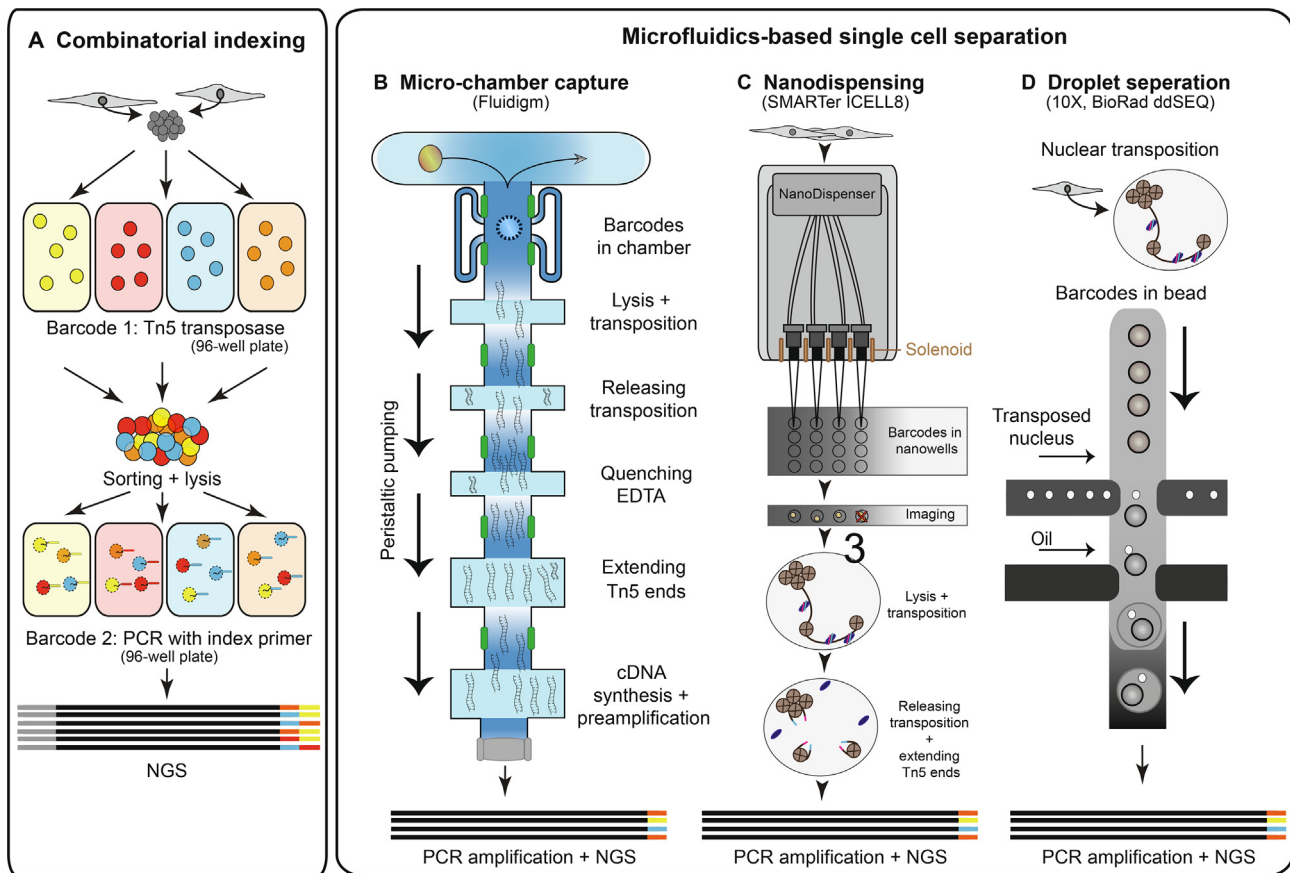 A Combinatorial indexing
Barcode 1: Tn5 transposase
(96-well plate)
Sorting + lysis
Barcode 2: PCR with index primer
(96-well plate)
NGS
Microfluidics-based single cell separation
B Micro-chamber capture
(Fluidigm)
Barcodes
in chamber
Lysis +
transposition
Releasing
transposition
Quenching
EDTA
Extending
Tn5 ends
cDNA
synthesis +
preamplification
Peristaltic pumping
PCR amplification + NGS
C Nanodispensing
(SMARTer ICELL8)
NanoDispenser
Solenoid
Barcodes in
nanowells
Imaging
3
Lysis +
transposition
Releasing
transposition
+
extending
Tn5 ends
PCR amplification + NGS
D Droplet seperation
(10X, BioRad ddSEQ)
Nuclear transposition
Barcodes in bead
Transposed
nucleus
Oil
PCR amplification + NGS